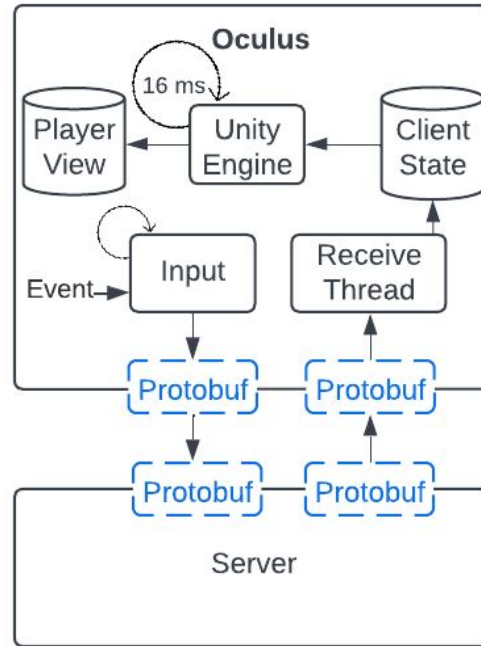 Oculus
16 ms
Player
View
Unity
Engine
Client
State
Event
Input
Receive
Thread
Protobuf
Protobuf
Protobuf
Protobuf
Server